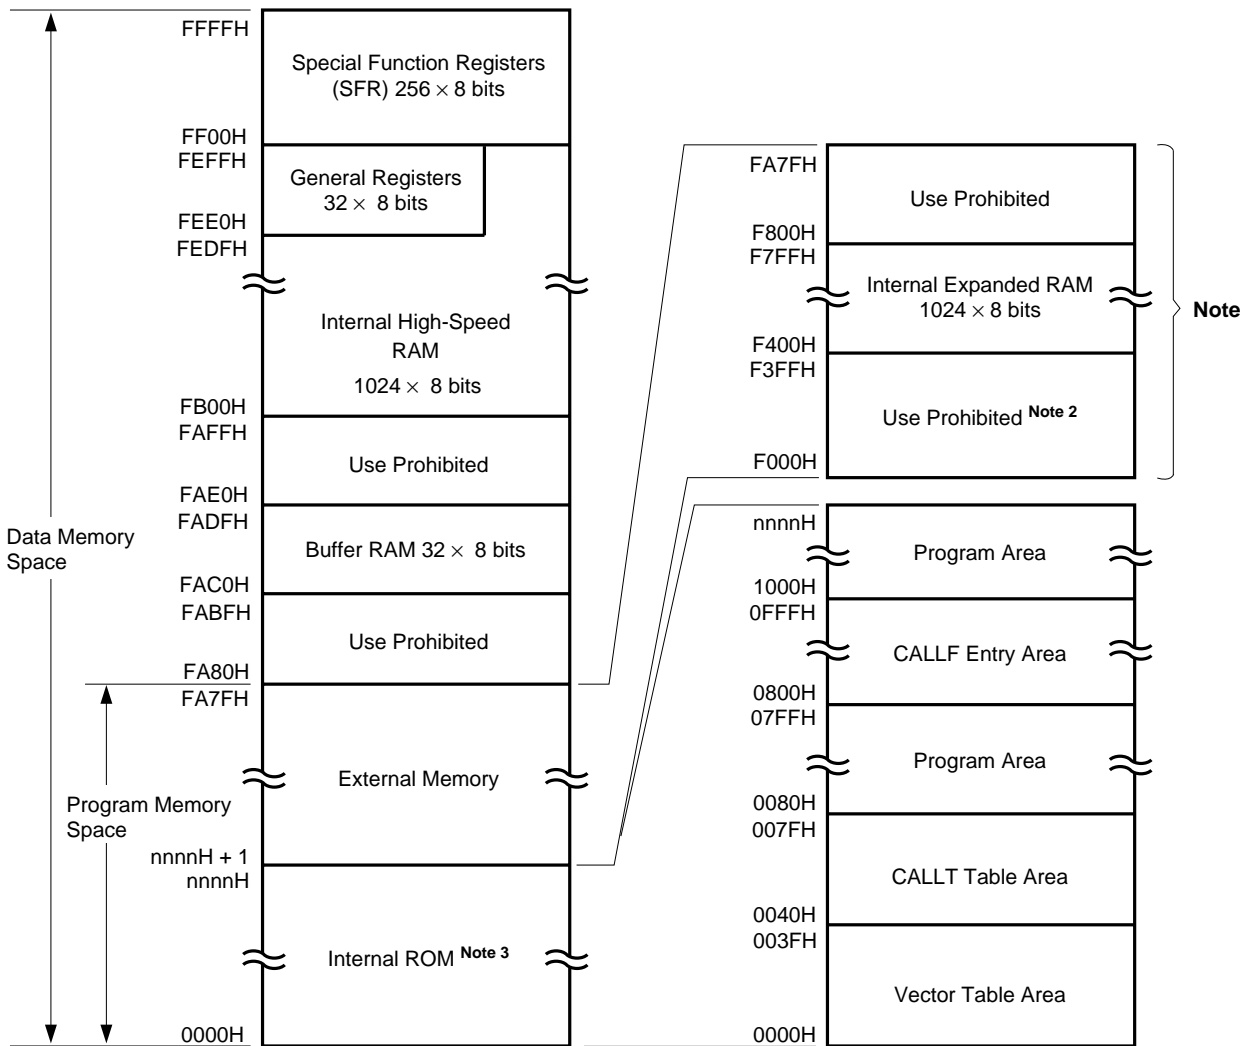 FFFFH
Special Function Registers
(SFR) 256 × 8 bits
FF00H
FEFFH
General Registers
32 × 8 bits
FEE0H
FEDFH
Internal High-Speed
RAM
1024 × 8 bits
FB00H
FAFFH
Use Prohibited
FAE0H
FADFH
Buffer RAM 32 × 8 bits
FAC0H
FABFH
Use Prohibited
FA80H
FA7FH
External Memory
nnnnH + 1
nnnnH
Internal ROM Note 3
0000H
Data Memory
Space
Program Memory
Space
FA7FH
Use Prohibited
F800H
F7FFH
Internal Expanded RAM
1024 × 8 bits
F400H
F3FFH
Use Prohibited Note 2
F000H
Note
nnnnH
Program Area
1000H
0FFFH
CALLF Entry Area
0800H
07FFH
Program Area
0080H
007FH
CALLT Table Area
0040H
003FH
Vector Table Area
0000H